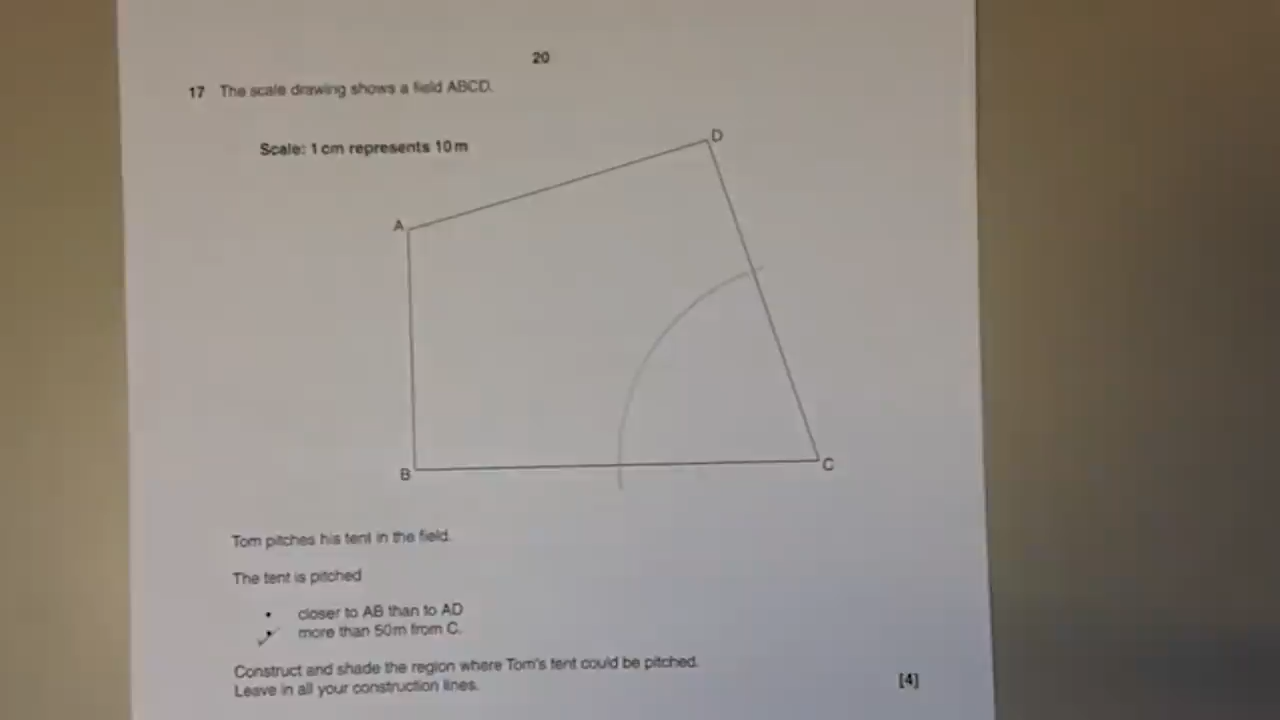 20
17 The scale drawing shows a field ABCD.
Scale: 1 cm represents 10 m
D
A
B
C
Tom pitches his tent in the field.
The tent is pitched
• closer to AB than to AD
• more than 50m from C.
Construct and shade the region where Tom's tent could be pitched.
Leave in all your construction lines.
[4]